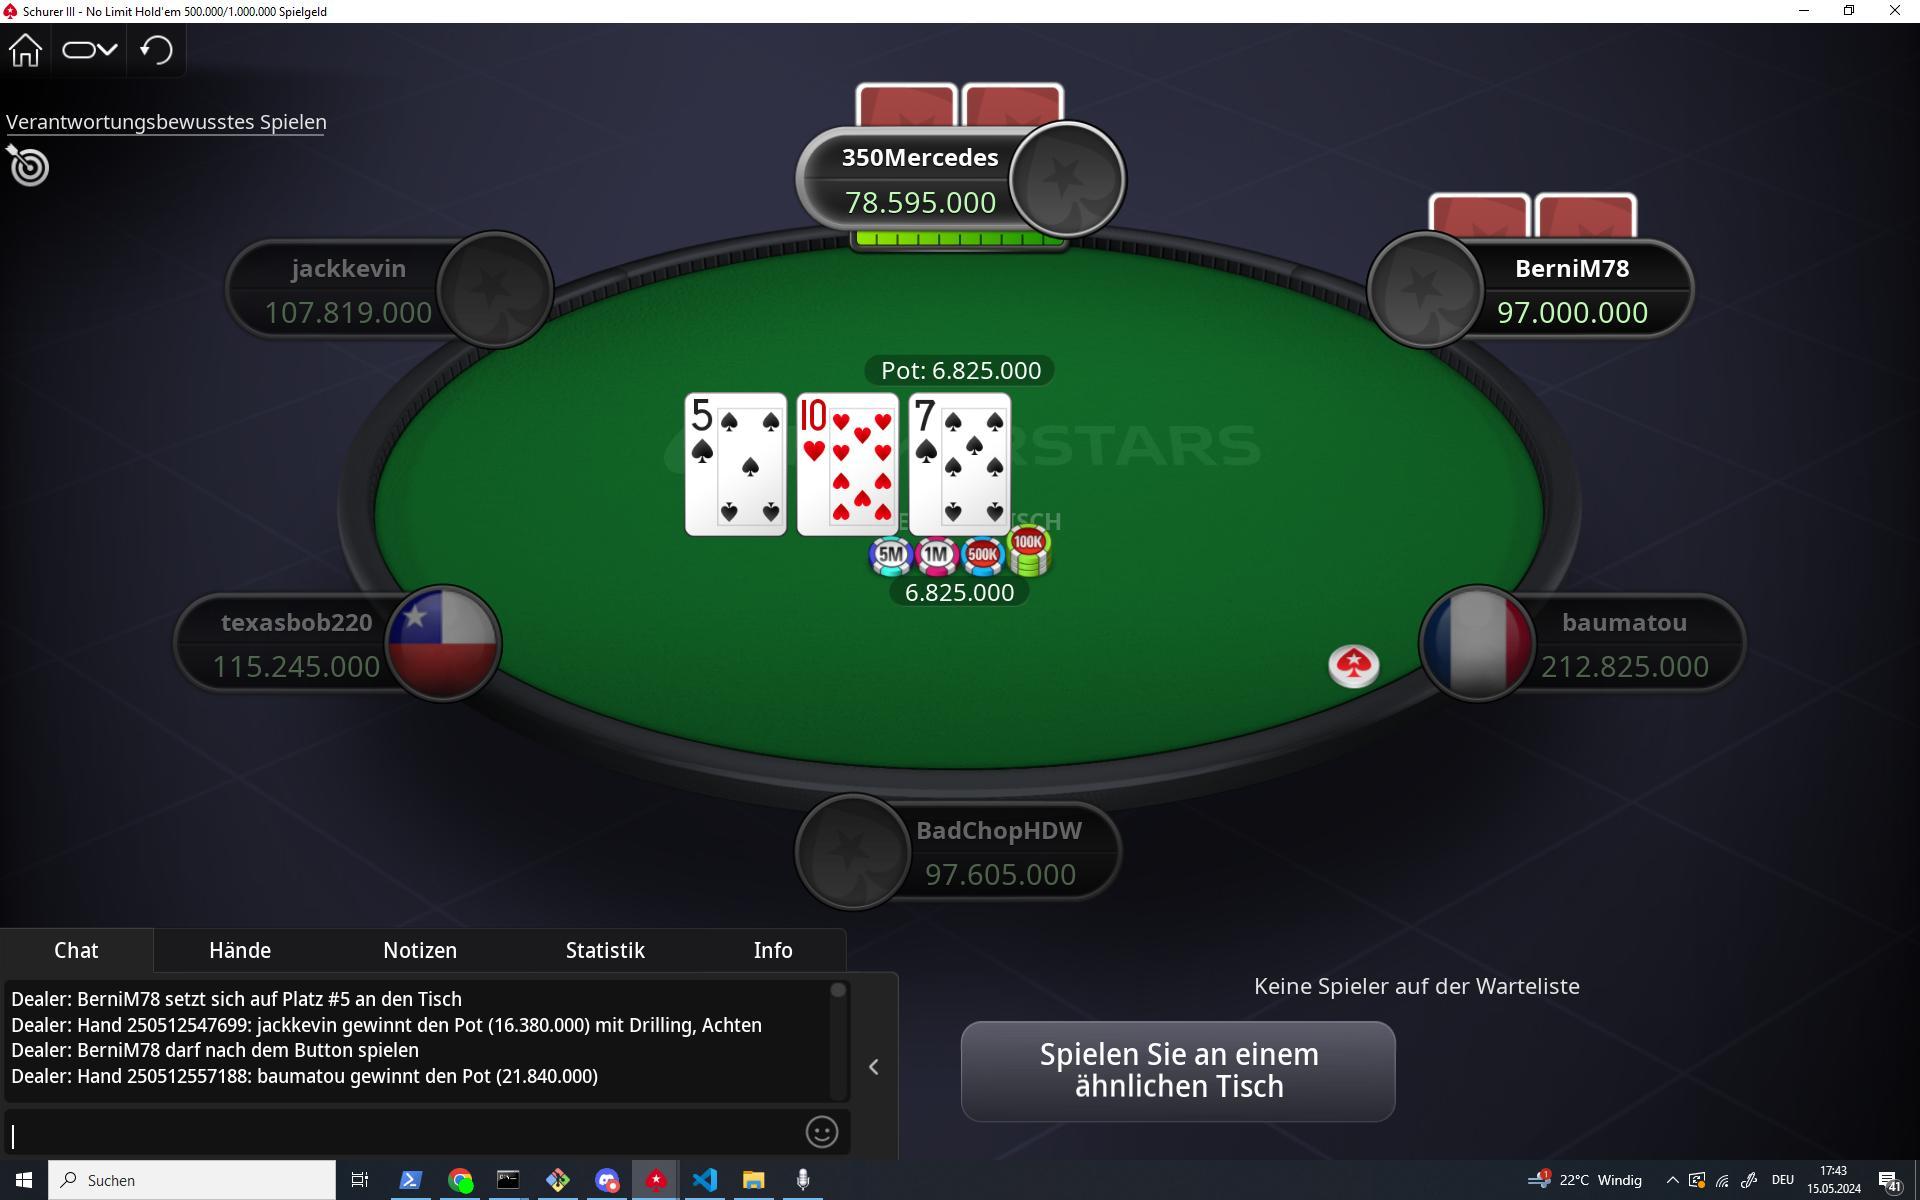 Schurer III - No Limit Hold'em 500.000/1.000.000 Spielgeld
Verantwortungsbewusstes Spielen
350Mercedes
78.595.000
jackkevin
107.819.000
BerniM78
97.000.000
Pot: 6.825.000
5
10
7
5M 1M 500K 100K
6.825.000
texasbob220
115.245.000
baumatou
212.825.000
BadChopHDW
97.605.000
Chat Hände Notizen Statistik Info
Dealer: BerniM78 setzt sich auf Platz #5 an den Tisch
Dealer: Hand 250512547699: jackkevin gewinnt den Pot (16.380.000) mit Drilling, Achten
Dealer: BerniM78 darf nach dem Button spielen
Dealer: Hand 250512557188: baumatou gewinnt den Pot (21.840.000)
Keine Spieler auf der Warteliste
Spielen Sie an einem
ähnlichen Tisch
Suchen
1
22°C Windig
DEU
17:43
15.05.2024
41